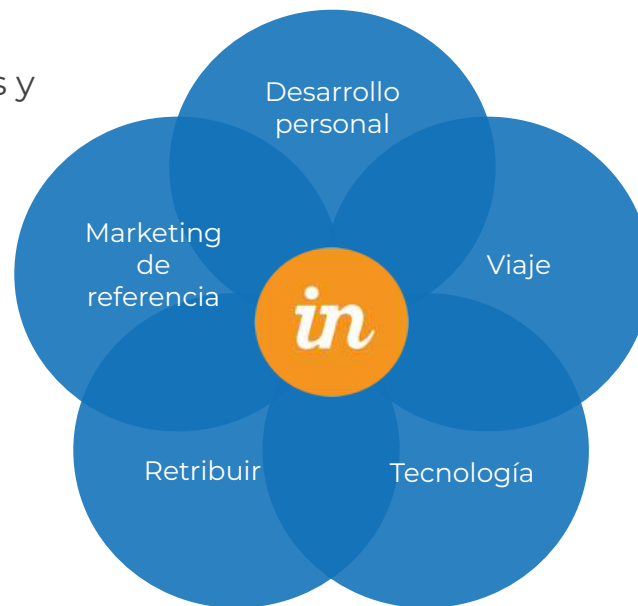 s y
Desarrollo
personal
Marketing
de
referencia
Viaje
in
Retribuir
Tecnología